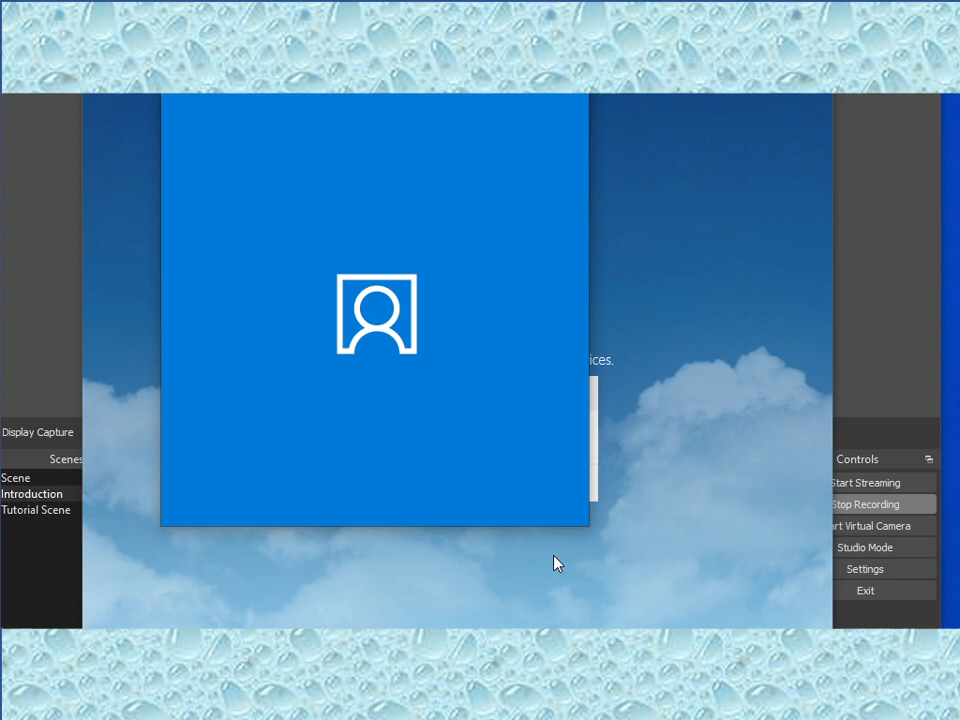 ices.
Display Capture
Scenes
Controls
Scene
Introduction
Tutorial Scene
Start Streaming
Stop Recording
rt Virtual Camera
Studio Mode
Settings
Exit